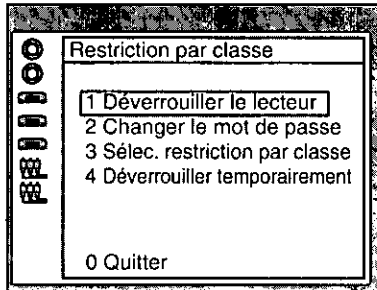 Restriction par classe
1 Déverrouiller le lecteur
2 Changer le mot de passe
3 Sélec. restriction par classe
4 Déverrouiller temporairement
0 Quitter